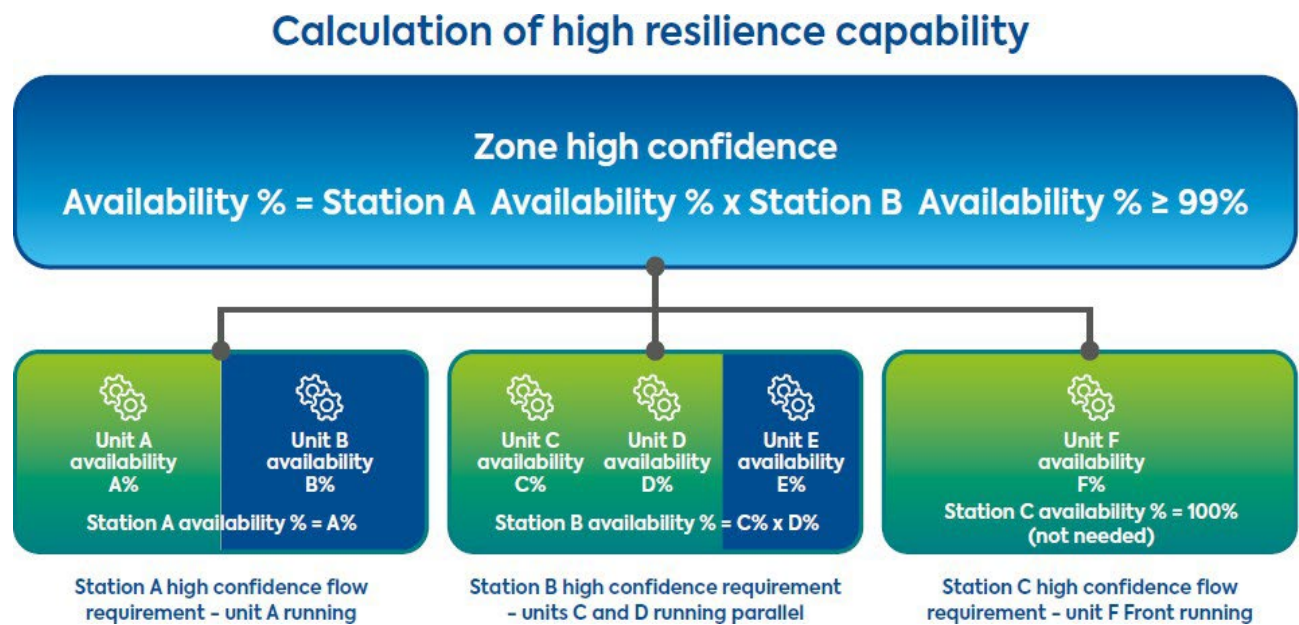 Calculation of high resilience capability
Zone high confidence
Availability % = Station A Availability % x Station B Availability % ≥ 99%
Unit A
availability
A%
Unit B
availability
B%
Station A availability % = A%
Unit C
availability
C%
Unit D
availability
D%
Unit E
availability
E%
Station B availability % = C% x D%
Unit F
availability
F%
Station C availability % = 100%
(not needed)
Station A high confidence flow
requirement - unit A running
Station B high confidence requirement
- units C and D running parallel
Station C high confidence flow
requirement - unit F Front running